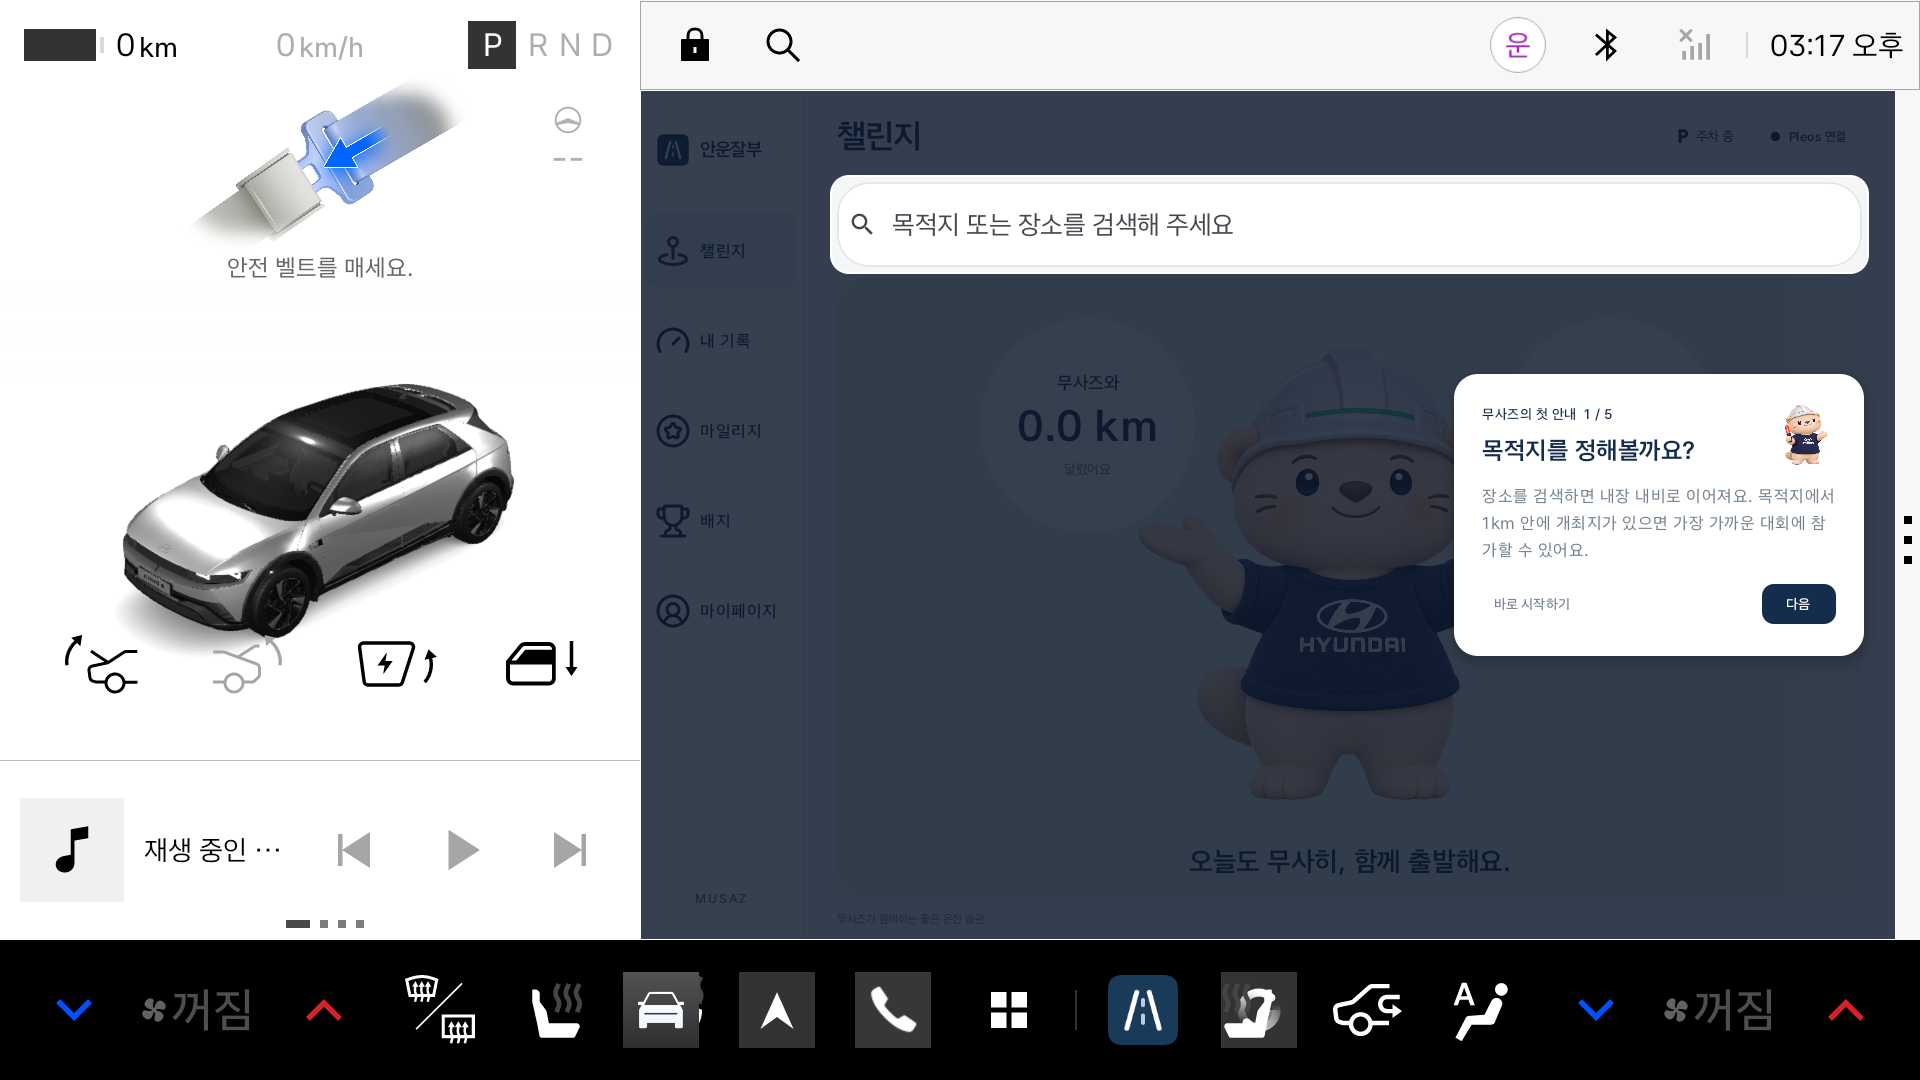 0 km
0 km/h
P R N D
운
03:17 오후
안전 벨트를 매세요.
재생 중인 ...
안운잘부
챌린지
내 기록
마일리지
배지
마이페이지
MUSAZ
챌린지
P 주차 중
Pleos 연결
목적지 또는 장소를 검색해 주세요
무사즈와
0.0 km
달렸어요
HYUNDAI
오늘도 무사히, 함께 출발해요.
무사즈가 함께하는 좋은 운전 습관
무사즈의 첫 안내 1 / 5
목적지를 정해볼까요?
장소를 검색하면 내장 내비로 이어져요. 목적지에서
1km 안에 개최지가 있으면 가장 가까운 대회에 참
가할 수 있어요.
바로 시작하기
다음
꺼짐
A
꺼짐